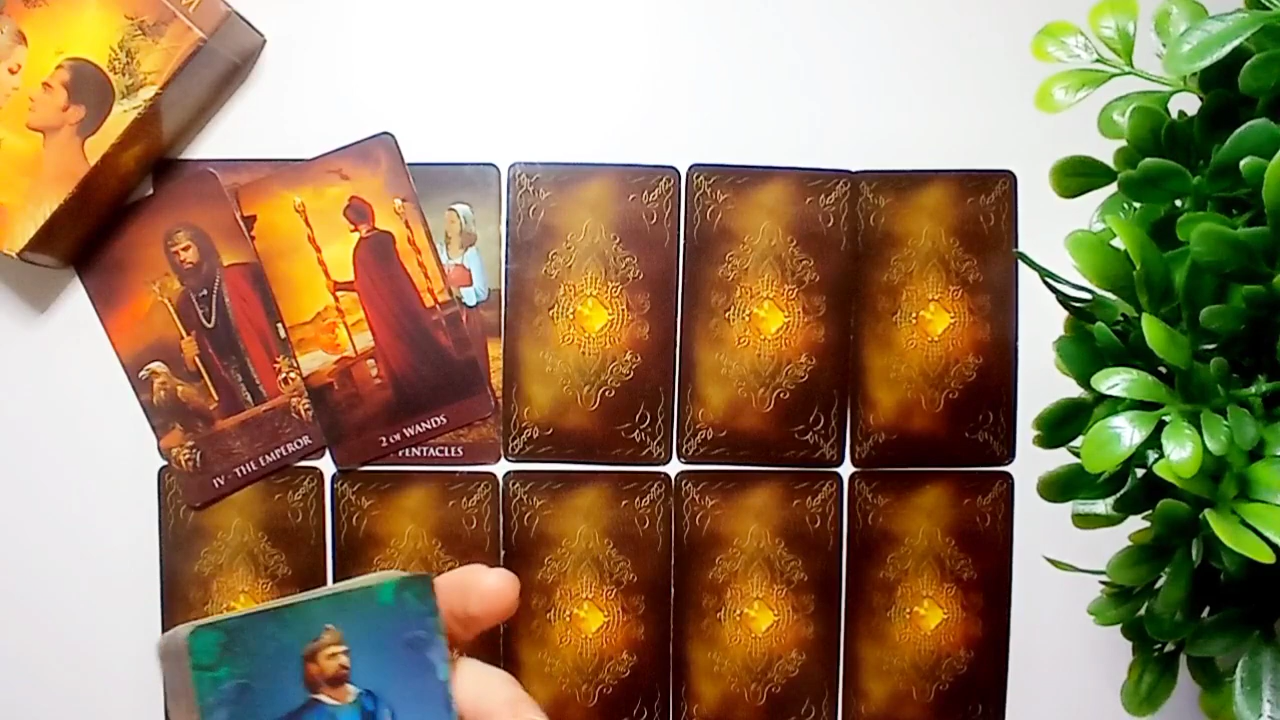 IV - THE EMPEROR
2 OF WANDS
PENTACLES